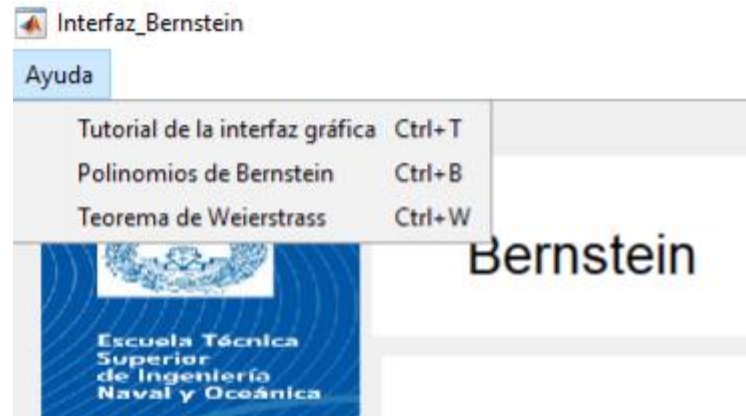 Interfaz_Bernstein
Ayuda
Tutorial de la interfaz gráfica Ctrl+T
Polinomios de Bernstein Ctrl+B
Teorema de Weierstrass Ctrl+W
Bernstein
Escuela Técnica
Superior
de Ingeniería
Naval y Oceánica